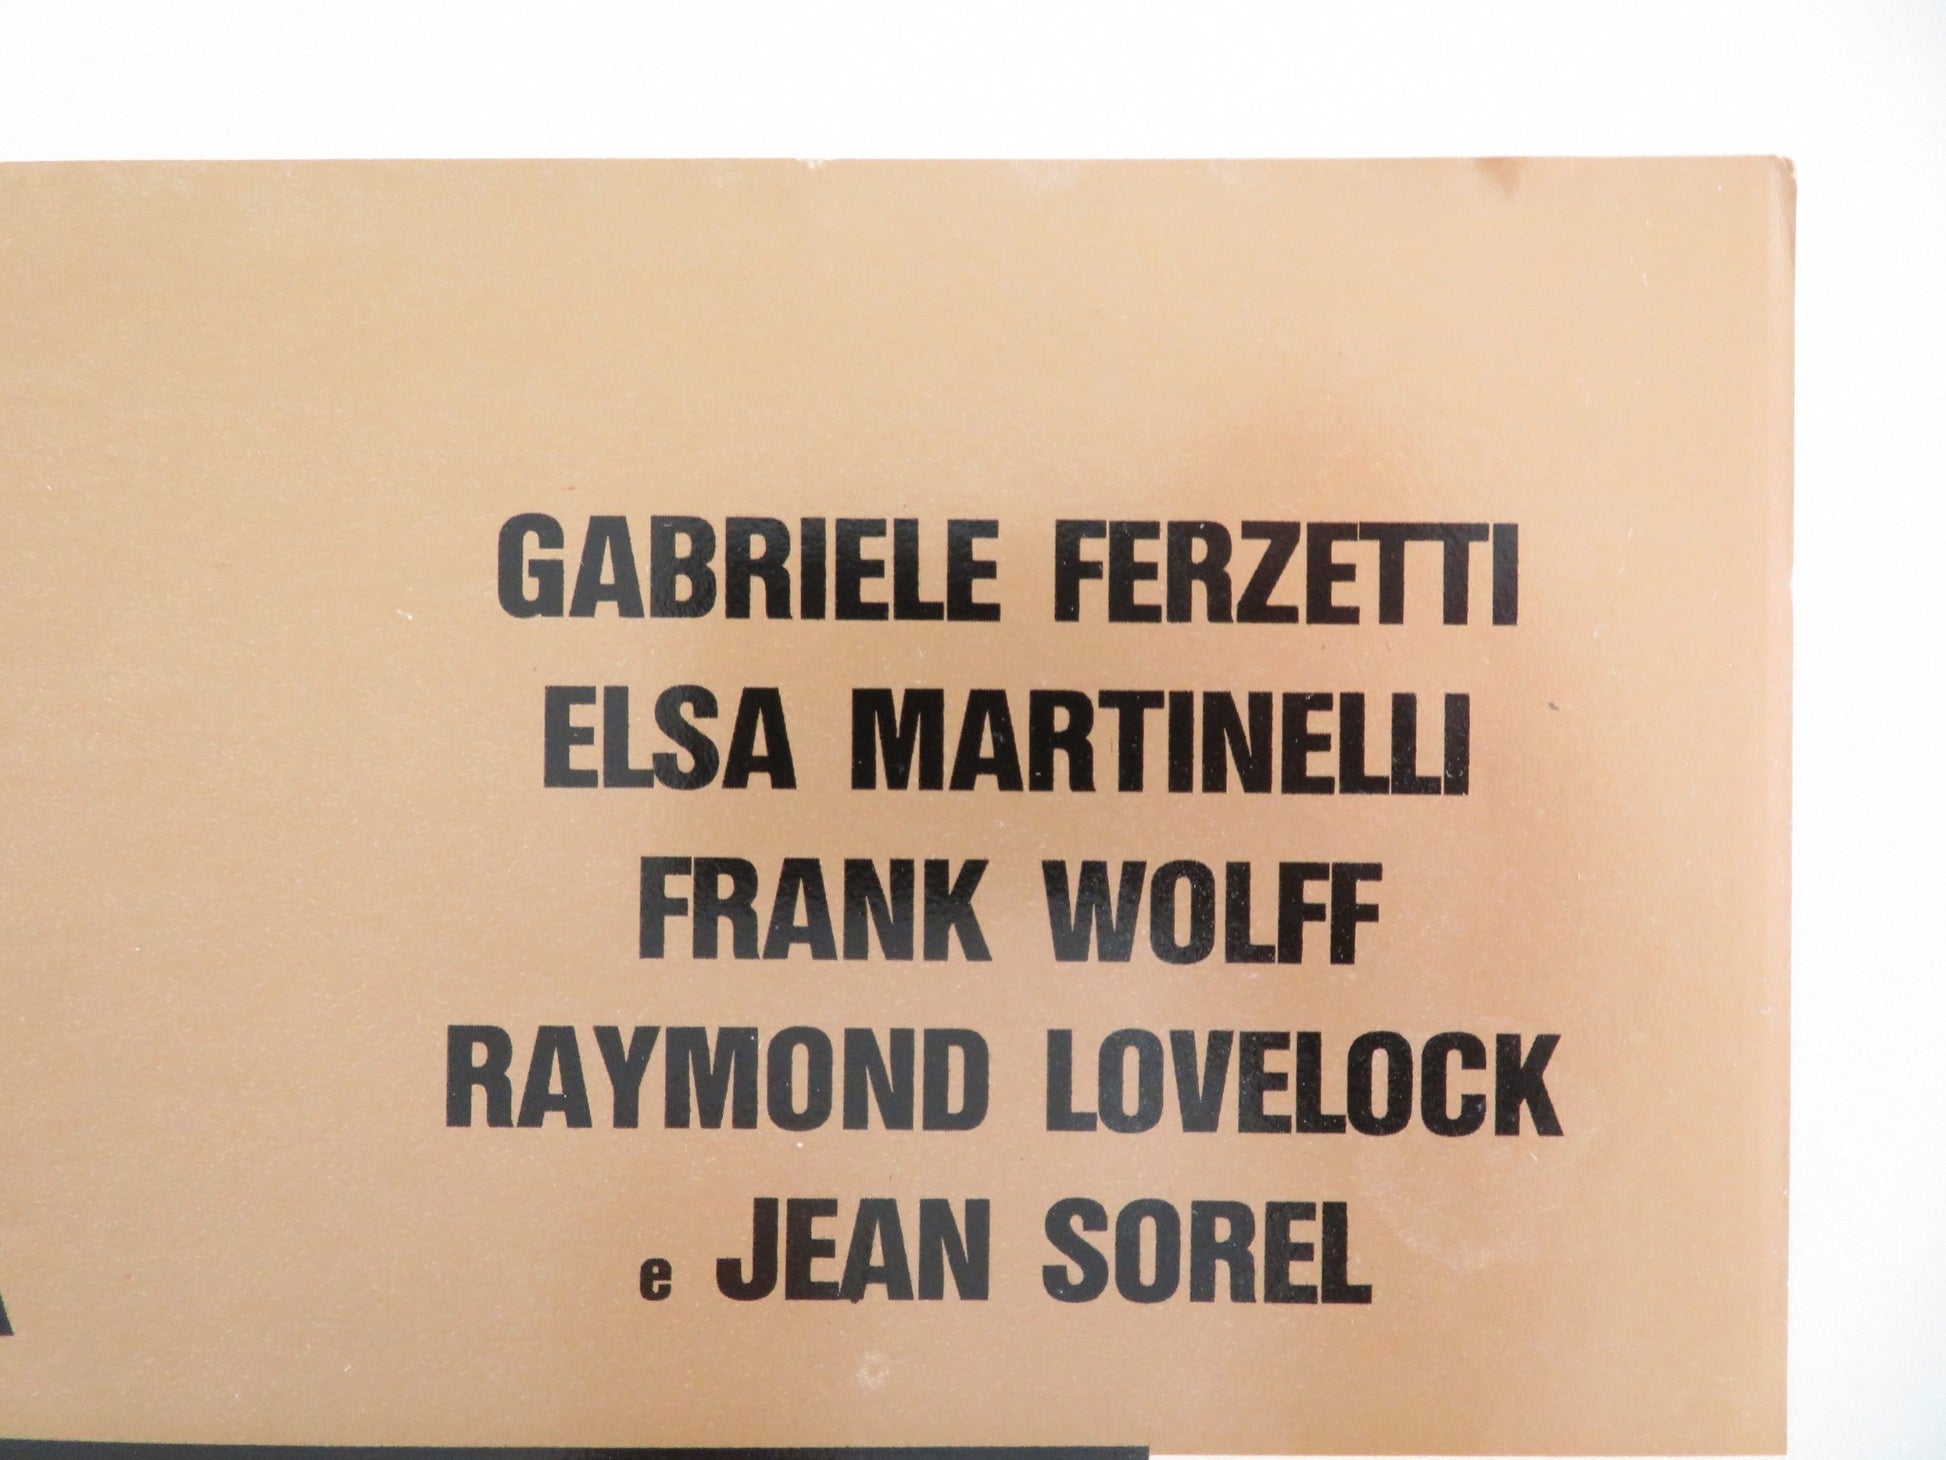 GABRIELE FERZETTI
ELSA MARTINELLI
FRANK WOLFF
RAYMOND LOVELOCK
e JEAN SOREL